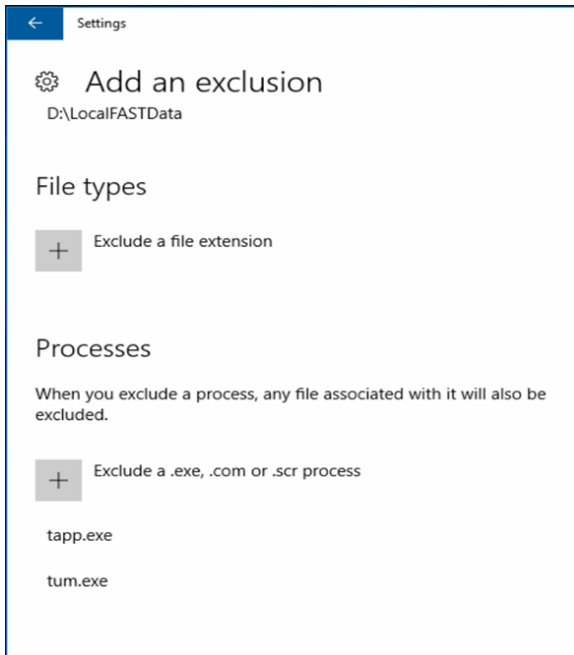 Settings
Add an exclusion
D:\LocalFASTData
File types
Exclude a file extension
Processes
When you exclude a process, any file associated with it will also be
excluded.
Exclude a .exe, .com or .scr process
tapp.exe
tum.exe